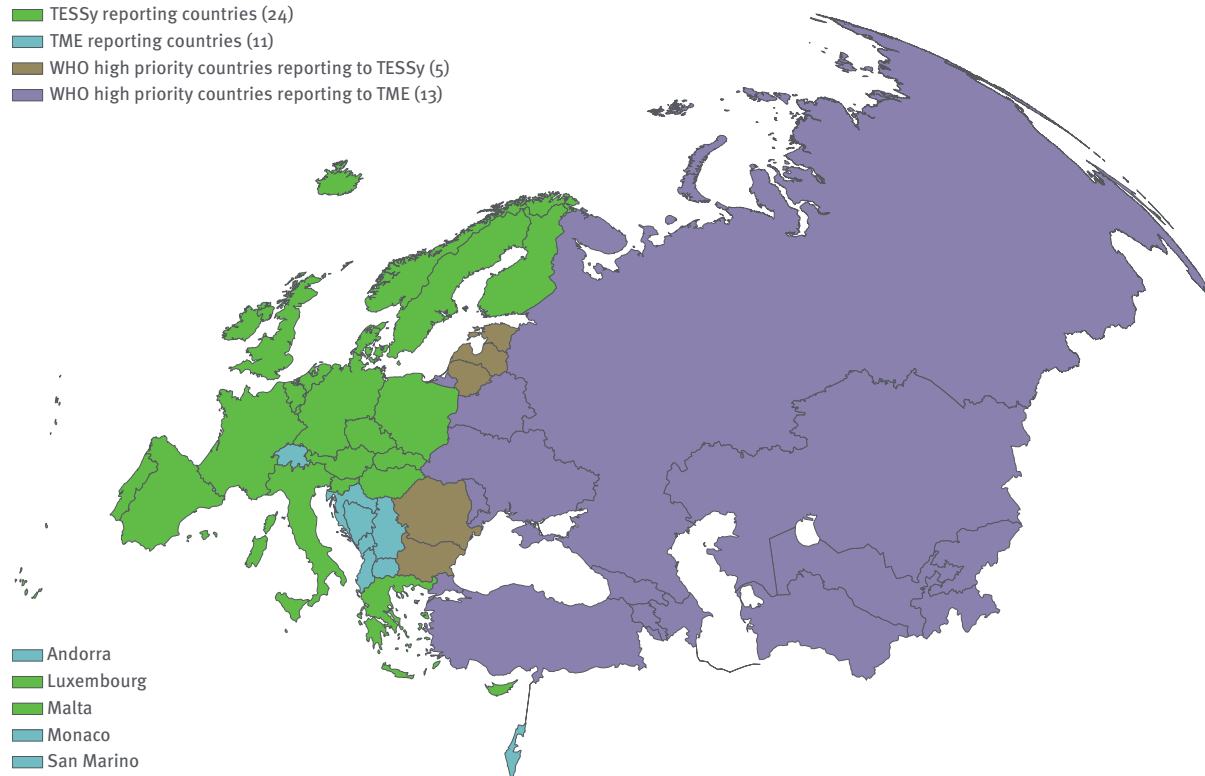 TESSy reporting countries (24)
TME reporting countries (11)
WHO high priority countries reporting to TESSy (5)
WHO high priority countries reporting to TME (13)
Andorra
Luxembourg
Malta
Monaco
San Marino